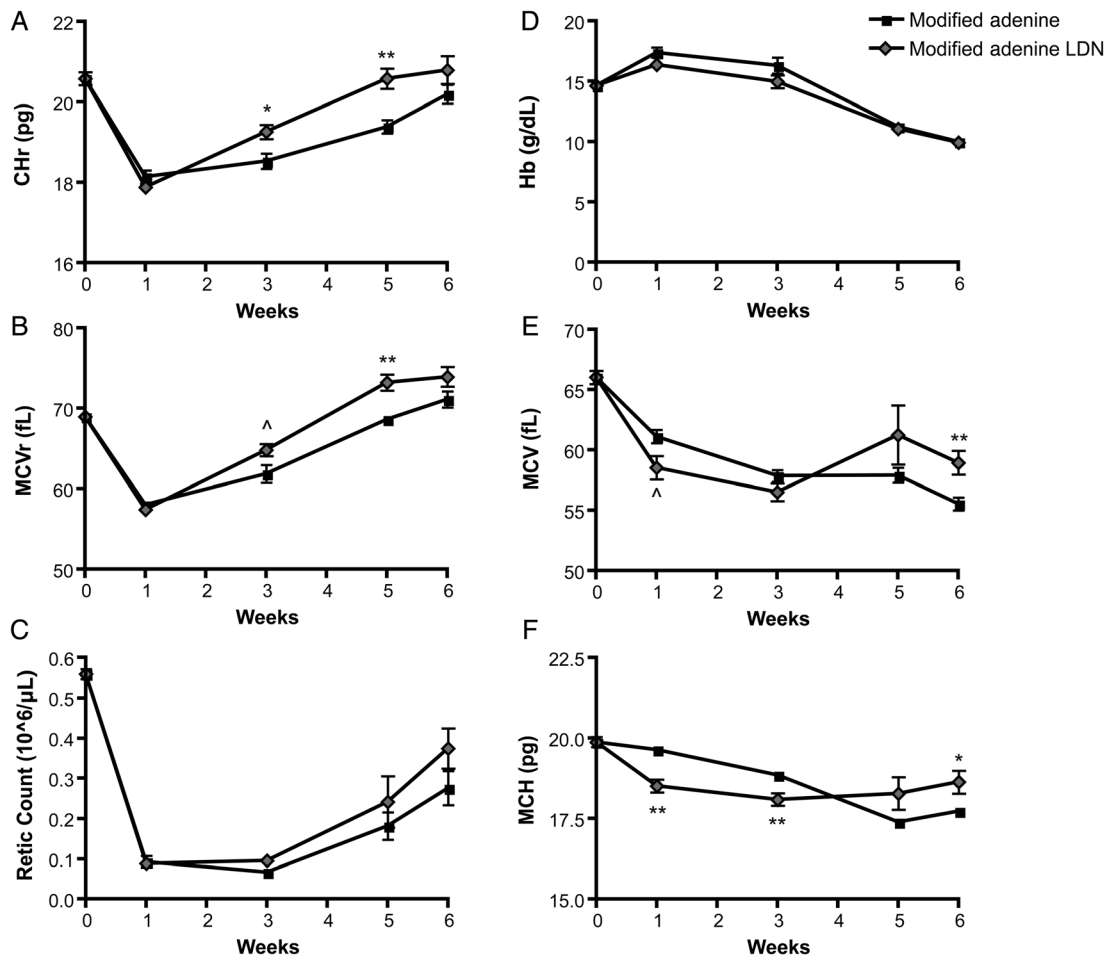 Modified adenine
Modified adenine LDN
A
CHr (pg)
22
20
18
16
*
**
0 1 2 3 4 5 6
Weeks
D
Hb (g/dL)
20
15
10
5
0
0 1 2 3 4 5 6
Weeks
B
MCVr (fL)
80
70
60
50
^
**
0 1 2 3 4 5 6
Weeks
E
MCV (fL)
70
65
60
55
50
^
**
0 1 2 3 4 5 6
Weeks
C
Retic Count (10^6/µL)
0.6
0.5
0.4
0.3
0.2
0.1
0.0
0 1 2 3 4 5 6
Weeks
F
MCH (pg)
22.5
20.0
17.5
15.0
**
**
*
0 1 2 3 4 5 6
Weeks